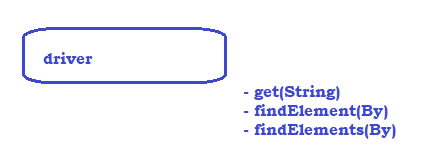 driver
- get(String)
- findElement(By)
- findElements(By)